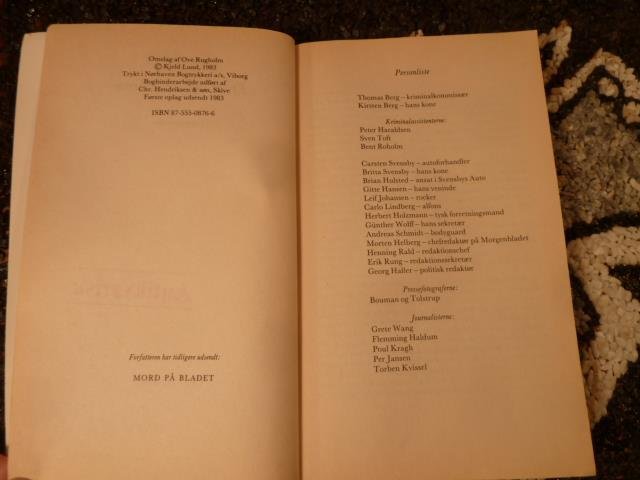 Omslag af Ove Rugholm
© Kjeld Lund, 1983
Trykt i Nørhaven Bogtrykkeri a/s, Viborg
Bogbinderarbejde udført af
Chr. Hendriksen & søn, Skive
Første oplag udsendt 1983
ISBN 87-555-0876-6
Forfatteren har tidligere udsendt:
MORD PÅ BLADET
Personliste
Thomas Berg – kriminalkommissær
Kirsten Berg – hans kone
Kriminalassistenterne:
Peter Haraldsen
Sven Toft
Bent Roholm
Carsten Svensby – autoforhandler
Britta Svensby – hans kone
Brian Hulsted – ansat i Svensbys Auto
Gitte Hansen – hans veninde
Leif Johansen – rocker
Carlo Lindberg – alfons
Herbert Holzmann – tysk forretningsmand
Günther Wolff – hans sekretær
Andreas Schmidt – bodyguard
Morten Helberg – chefredaktør på Morgenbladet
Henning Rald – redaktionschef
Erik Rung – redaktionssekretær
Georg Haller – politisk redaktør
Pressefotograferne:
Bouman og Tolstrup
Journalisterne:
Grete Wang
Flemming Haldum
Poul Kragh
Per Jansen
Torben Kvissel